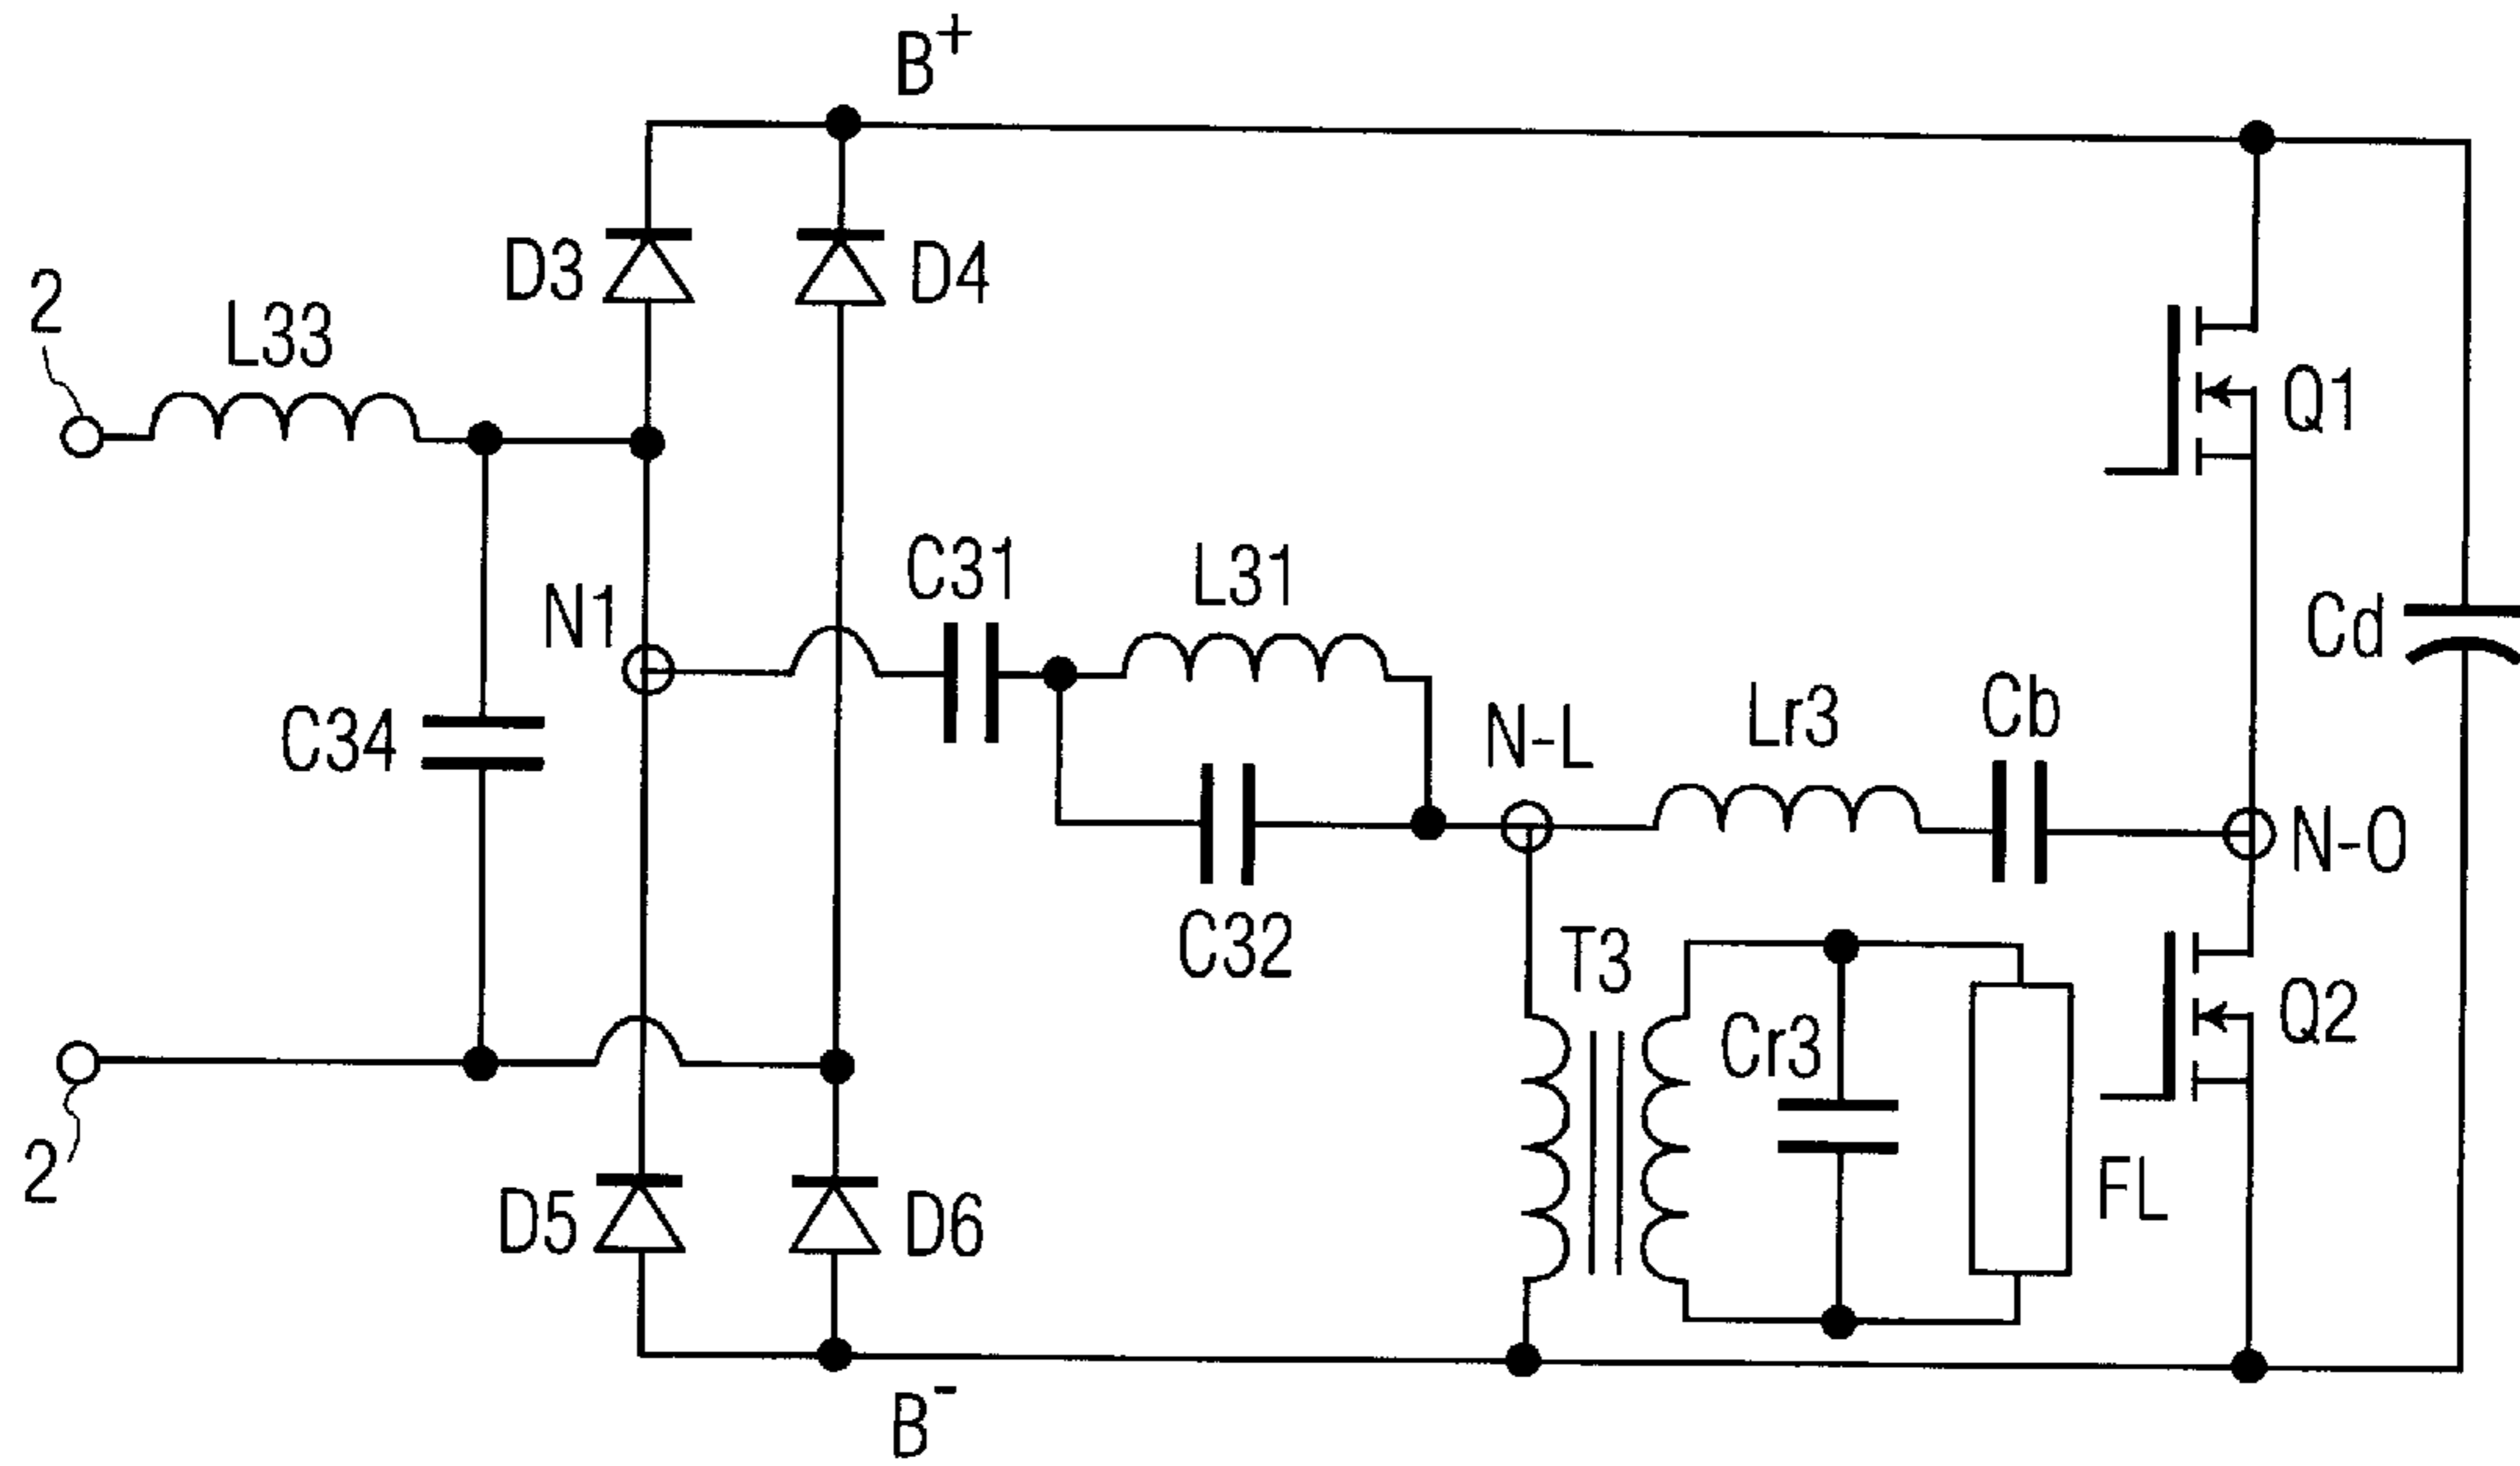 B+
D3
D4
2
L33
Q1
C31
L31
N1
Cd
C34
N-L
Lr3
Cb
N-O
C32
T3
Cr3
Q2
2
D5
D6
FL
B-